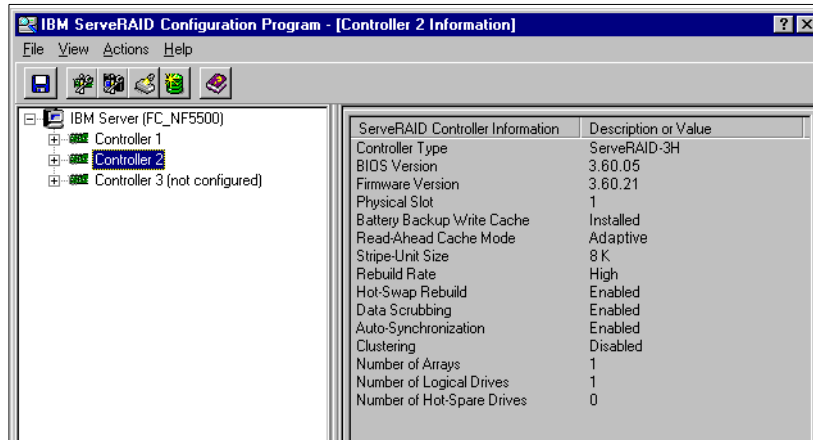 IBM ServeRAID Configuration Program - [Controller 2 Information]
File View Actions Help
IBM Server (FC_NF5500)
Controller 1
Controller 2
Controller 3 (not configured)
ServeRAID Controller Information Description or Value
Controller Type ServeRAID-3H
BIOS Version 3.60.05
Firmware Version 3.60.21
Physical Slot 1
Battery Backup Write Cache Installed
Read-Ahead Cache Mode Adaptive
Stripe-Unit Size 8 K
Rebuild Rate High
Hot-Swap Rebuild Enabled
Data Scrubbing Enabled
Auto-Synchronization Enabled
Clustering Disabled
Number of Arrays 1
Number of Logical Drives 1
Number of Hot-Spare Drives 0